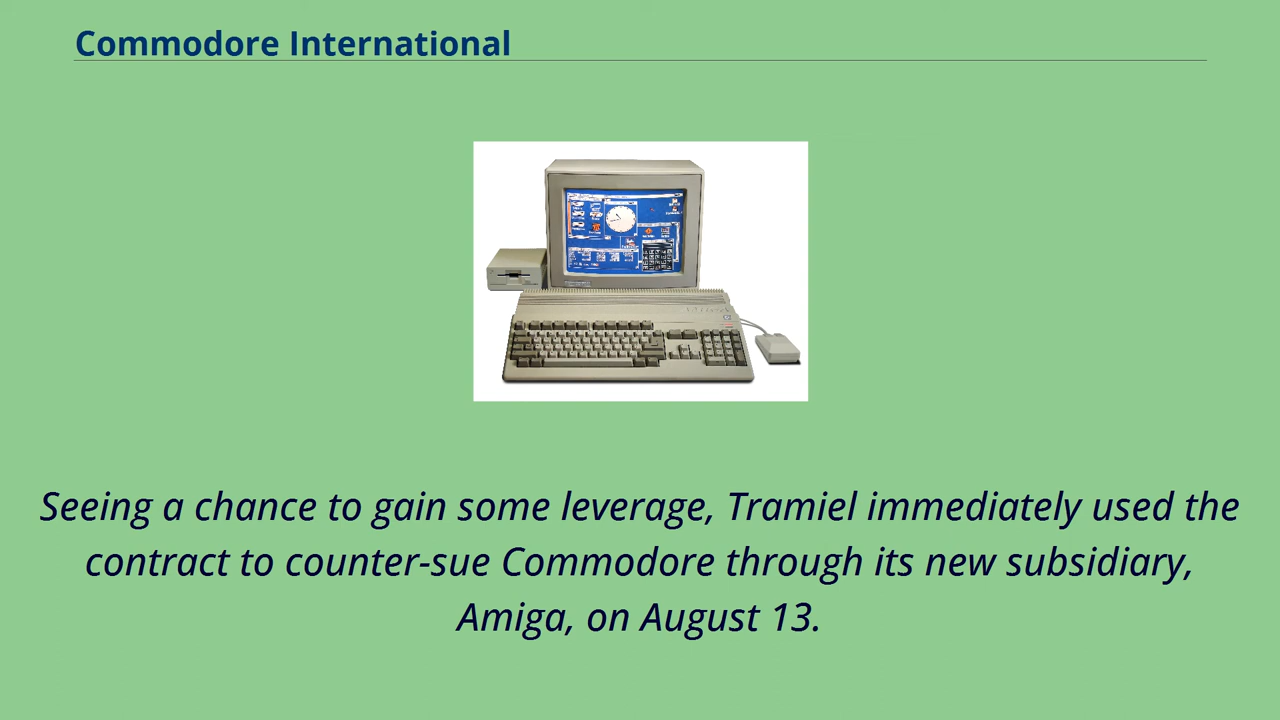 Commodore International
Seeing a chance to gain some leverage, Tramiel immediately used the
contract to counter-sue Commodore through its new subsidiary,
Amiga, on August 13.